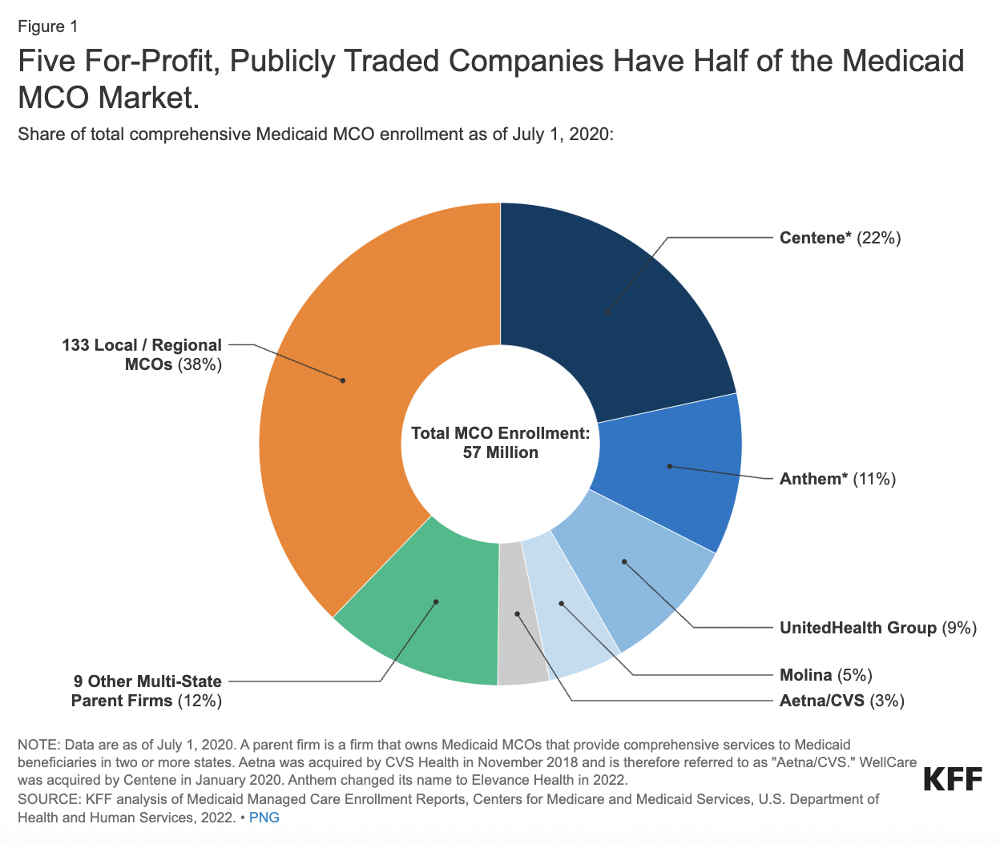 Figure 1
Five For-Profit, Publicly Traded Companies Have Half of the Medicaid
MCO Market.
Share of total comprehensive Medicaid MCO enrollment as of July 1, 2020:
Centene* (22%)
133 Local / Regional
MCOs (38%)
Total MCO Enrollment:
57 Million
Anthem* (11%)
UnitedHealth Group (9%)
Molina (5%)
Aetna/CVS (3%)
9 Other Multi-State
Parent Firms (12%)
NOTE: Data are as of July 1, 2020. A parent firm is a firm that owns Medicaid MCOs that provide comprehensive services to Medicaid
beneficiaries in two or more states. Aetna was acquired by CVS Health in November 2018 and is therefore referred to as "Aetna/CVS." WellCare
was acquired by Centene in January 2020. Anthem changed its name to Elevance Health in 2022.
SOURCE: KFF analysis of Medicaid Managed Care Enrollment Reports, Centers for Medicare and Medicaid Services, U.S. Department of
Health and Human Services, 2022. • PNG
KFF